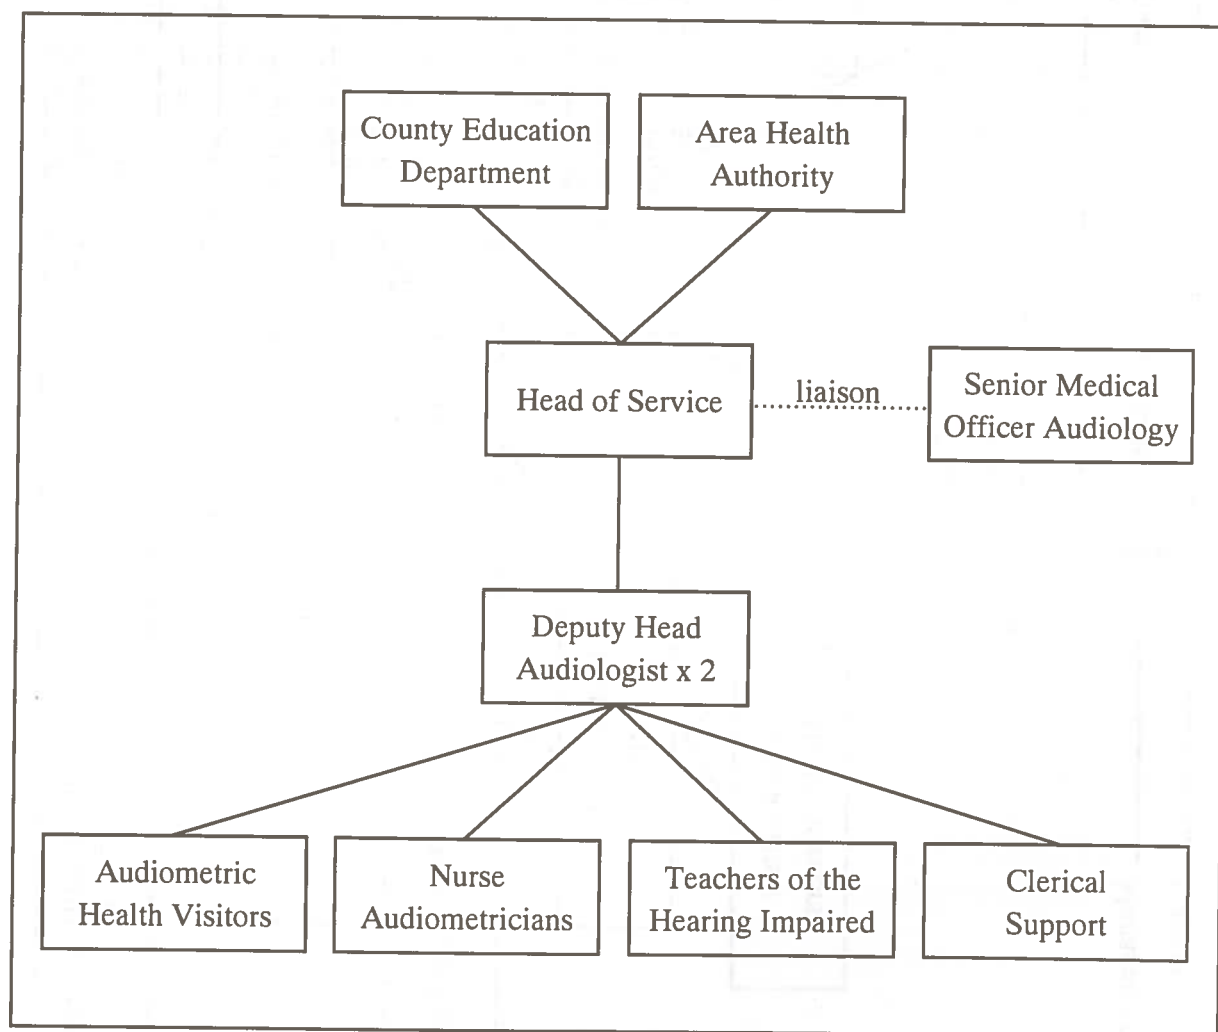 County Education
Department
Area Health
Authority
Head of Service
liaison
Senior Medical
Officer Audiology
Deputy Head
Audiologist x 2
Audiometric
Health Visitors
Nurse
Audiometricians
Teachers of the
Hearing Impaired
Clerical
Support